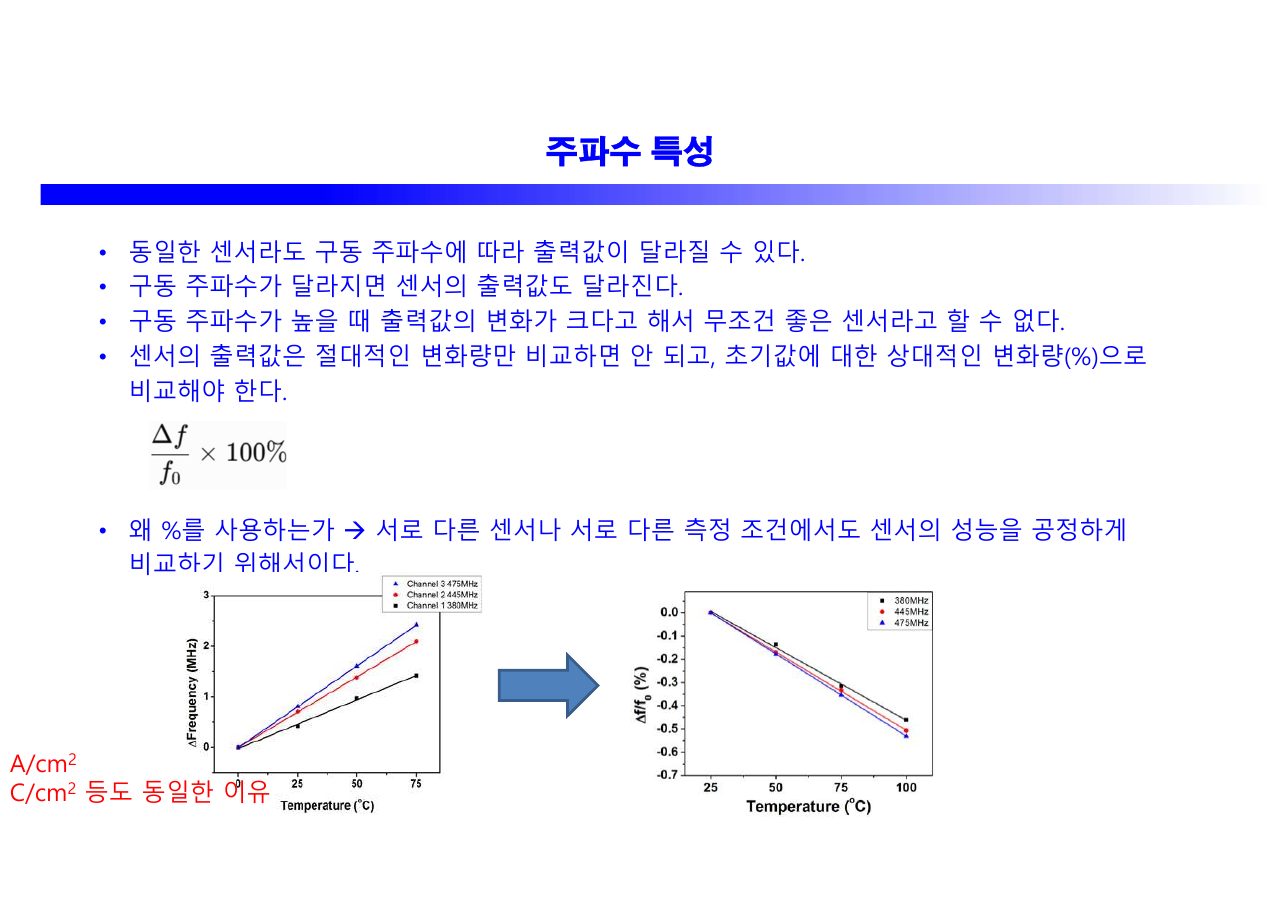 주파수 특성
• 동일한 센서라도 구동 주파수에 따라 출력값이 달라질 수 있다.
• 구동 주파수가 달라지면 센서의 출력값도 달라진다.
• 구동 주파수가 높을 때 출력값의 변화가 크다고 해서 무조건 좋은 센서라고 할 수 없다.
• 센서의 출력값은 절대적인 변화량만 비교하면 안 되고, 초기값에 대한 상대적인 변화량(%)으로
비교해야 한다.
Δf/f₀ × 100%
• 왜 %를 사용하는가 → 서로 다른 센서나 서로 다른 측정 조건에서도 센서의 성능을 공정하게
비교하기 위해서이다.
Channel 3 475MHz
Channel 2 445MHz
Channel 1 380MHz
3
2
1
0
ΔFrequency (MHz)
0 25 50 75
Temperature (°C)
380MHz
445MHz
475MHz
0.0
-0.1
-0.2
-0.3
-0.4
-0.5
-0.6
-0.7
Δf/f₀ (%)
25 50 75 100
Temperature (°C)
A/cm²
C/cm² 등도 동일한 이유